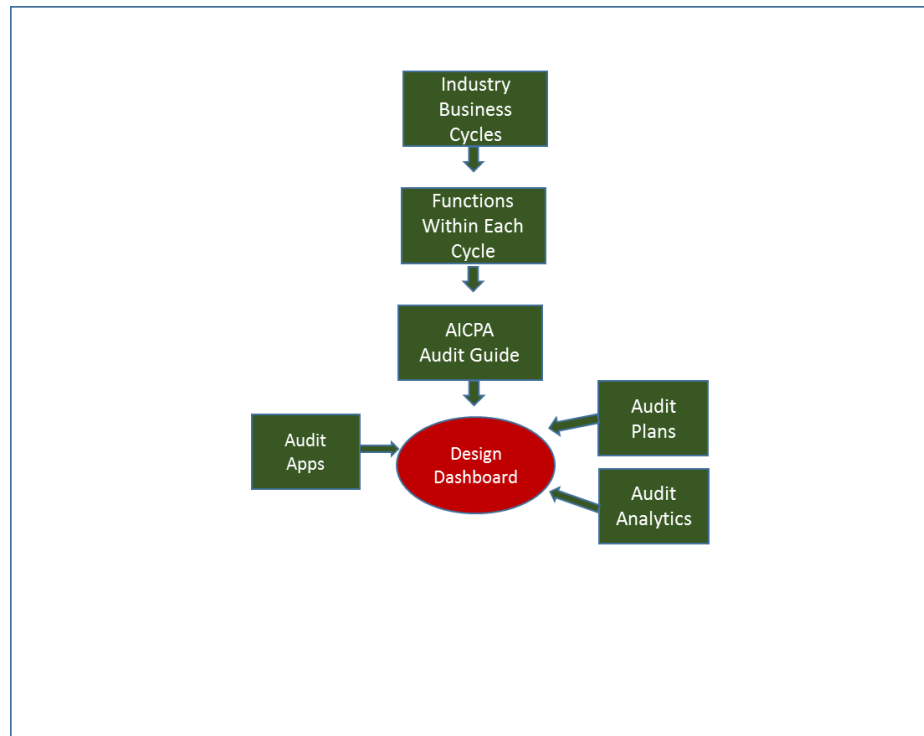 Industry
Business
Cycles
Functions
Within Each
Cycle
AICPA
Audit Guide
Audit
Plans
Audit
Apps
Design
Dashboard
Audit
Analytics